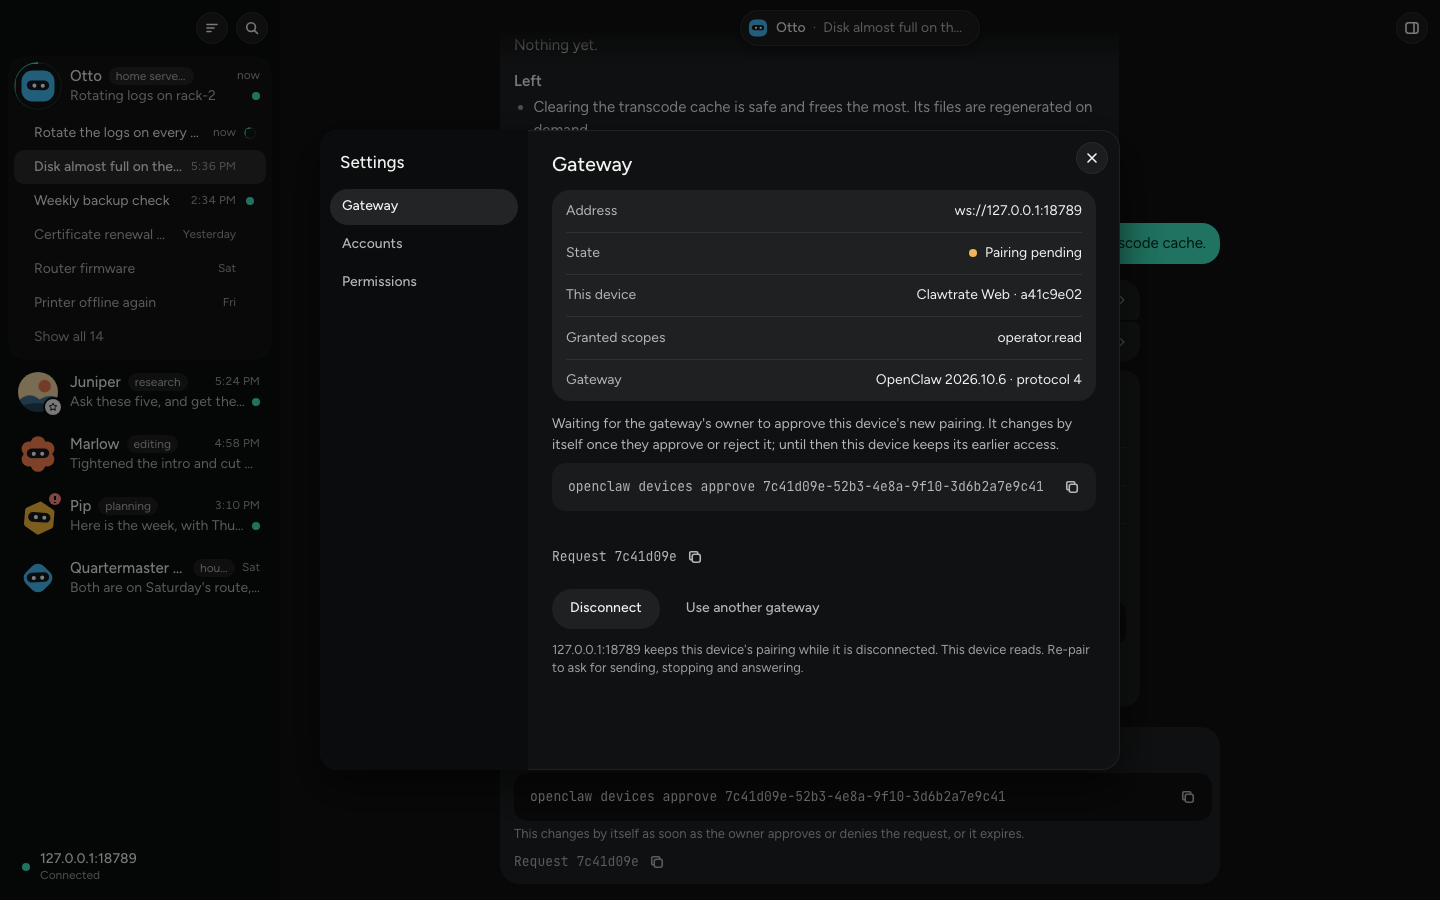 Otto · Disk almost full on th...
Otto home serve... now
Rotating logs on rack-2
Rotate the logs on every ... now
Disk almost full on the... 5:36 PM
Weekly backup check 2:34 PM
Certificate renewal ... Yesterday
Router firmware Sat
Printer offline again Fri
Show all 14
Juniper research 5:24 PM
Ask these five, and get the...
Marlow editing 4:58 PM
Tightened the intro and cut ...
Pip planning 3:10 PM
Here is the week, with Thu...
Quartermaster ... hou... Sat
Both are on Saturday's route,...
127.0.0.1:18789
Connected
Nothing yet.
Left
• Clearing the transcode cache is safe and frees the most. Its files are regenerated on
demand.
scode cache.
Settings
Gateway
Accounts
Permissions
Gateway
Address ws://127.0.0.1:18789
State Pairing pending
This device Clawtrate Web · a41c9e02
Granted scopes operator.read
Gateway OpenClaw 2026.10.6 · protocol 4
Waiting for the gateway's owner to approve this device's new pairing. It changes by
itself once they approve or reject it; until then this device keeps its earlier access.
openclaw devices approve 7c41d09e-52b3-4e8a-9f10-3d6b2a7e9c41
Request 7c41d09e
Disconnect Use another gateway
127.0.0.1:18789 keeps this device's pairing while it is disconnected. This device reads. Re-pair
to ask for sending, stopping and answering.
openclaw devices approve 7c41d09e-52b3-4e8a-9f10-3d6b2a7e9c41
This changes by itself as soon as the owner approves or denies the request, or it expires.
Request 7c41d09e